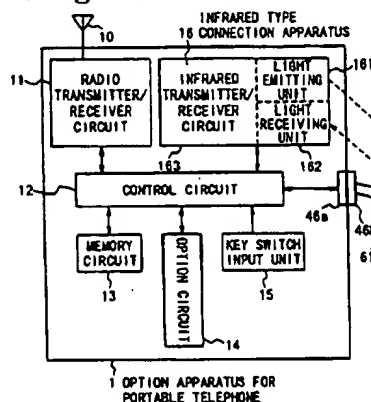 INFRARED TYPE
16 CONNECTION APPARATUS
10
11
RADIO
TRANSMITTER/
RECEIVER
CIRCUIT
INFRARED
TRANSMITTER/
RECEIVER
CIRCUIT
LIGHT
EMITTING
UNIT
161
LIGHT
RECEIVING
UNIT
163
162
12
CONTROL CIRCUIT
46a
MEMORY
CIRCUIT
13
OPTION CIRCUIT
14
KEY SWITCH
INPUT UNIT
15
1 OPTION APPARATUS FOR
PORTABLE TELEPHONE